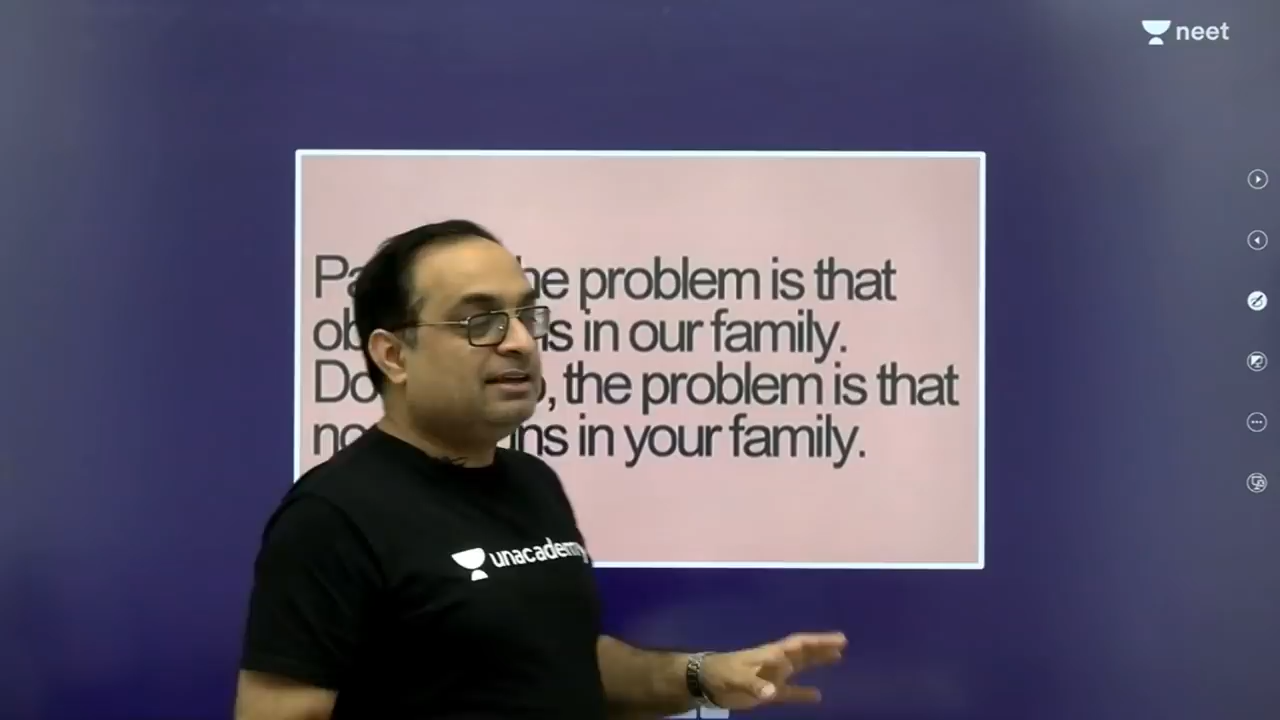 neet
Pa he problem is that
ob s in our family.
Do , the problem is that
no ns in your family.
unacademy